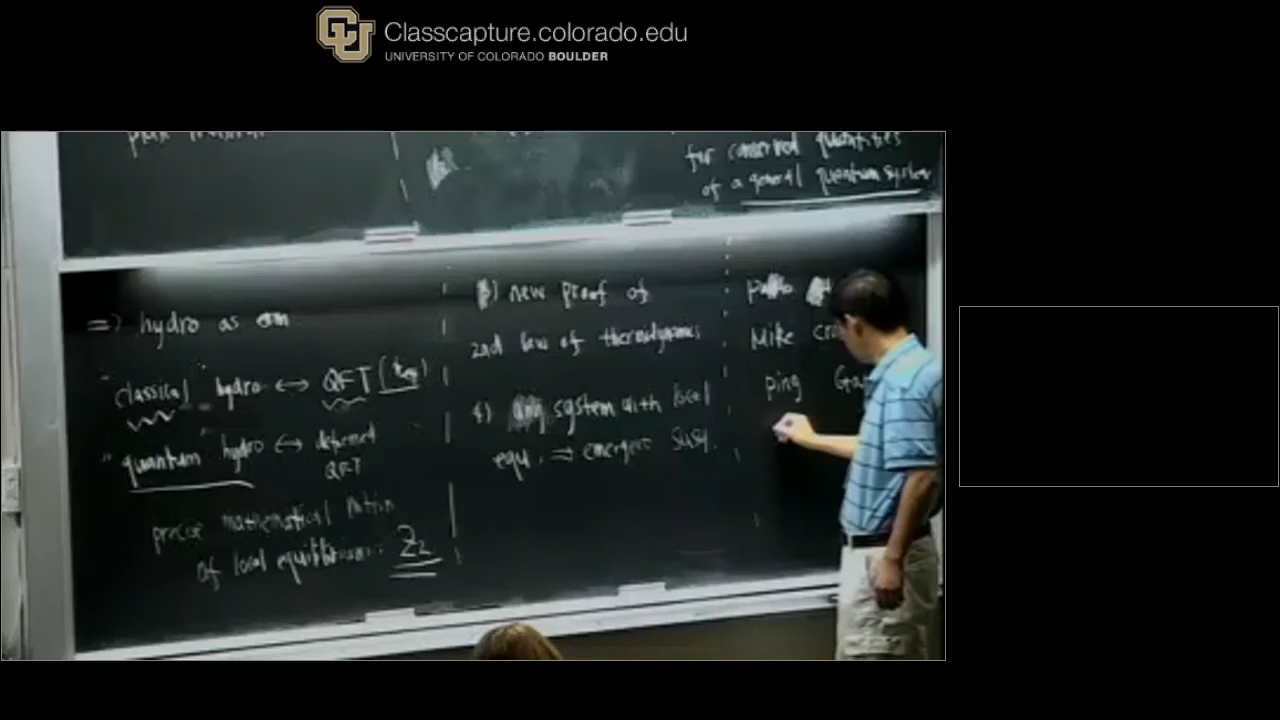 Classcapture.colorado.edu
UNIVERSITY OF COLORADO BOULDER
for conserved quantities
of a general quantum system
=) hydro as an
"classical" hydro ↔ QFT
"quantum" hydro ↔ deformed
QFT
precise mathematical notion
of local equilibrium: Z₂
) new proof of
2nd law of thermodynamics
4) system with local
equ. ⇒ emergent SUSY.
Mike
Ping